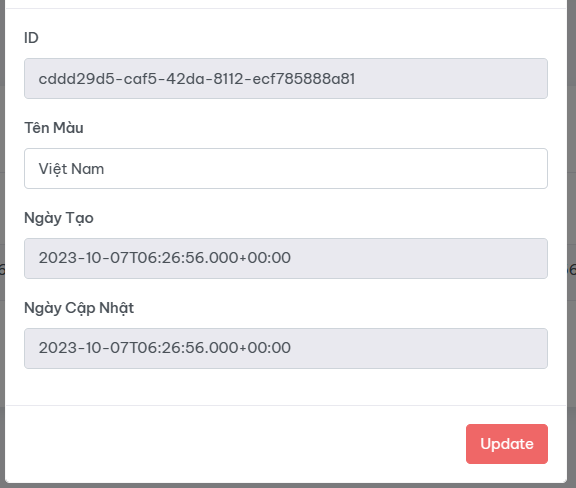 ID
cddd29d5-caf5-42da-8112-ecf785888a81
Tên Màu
Việt Nam
Ngày Tạo
2023-10-07T06:26:56.000+00:00
Ngày Cập Nhật
2023-10-07T06:26:56.000+00:00
Update